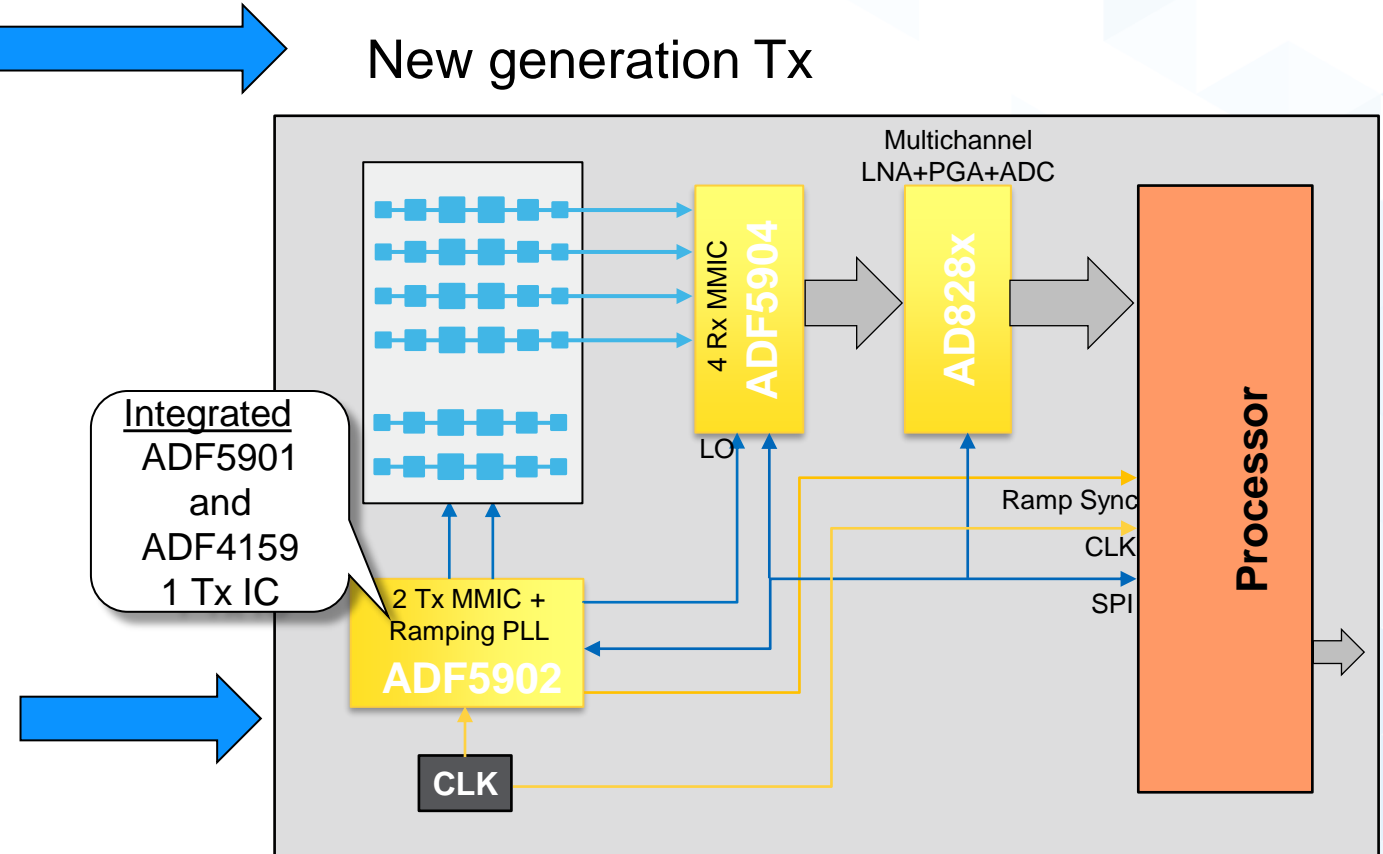 New generation Tx
Multichannel
LNA+PGA+ADC
4 Rx MMIC
ADF5904
AD828x
Processor
LO
Integrated
ADF5901
and
ADF4159
1 Tx IC
Ramp Sync
CLK
SPI
2 Tx MMIC +
Ramping PLL
ADF5902
CLK